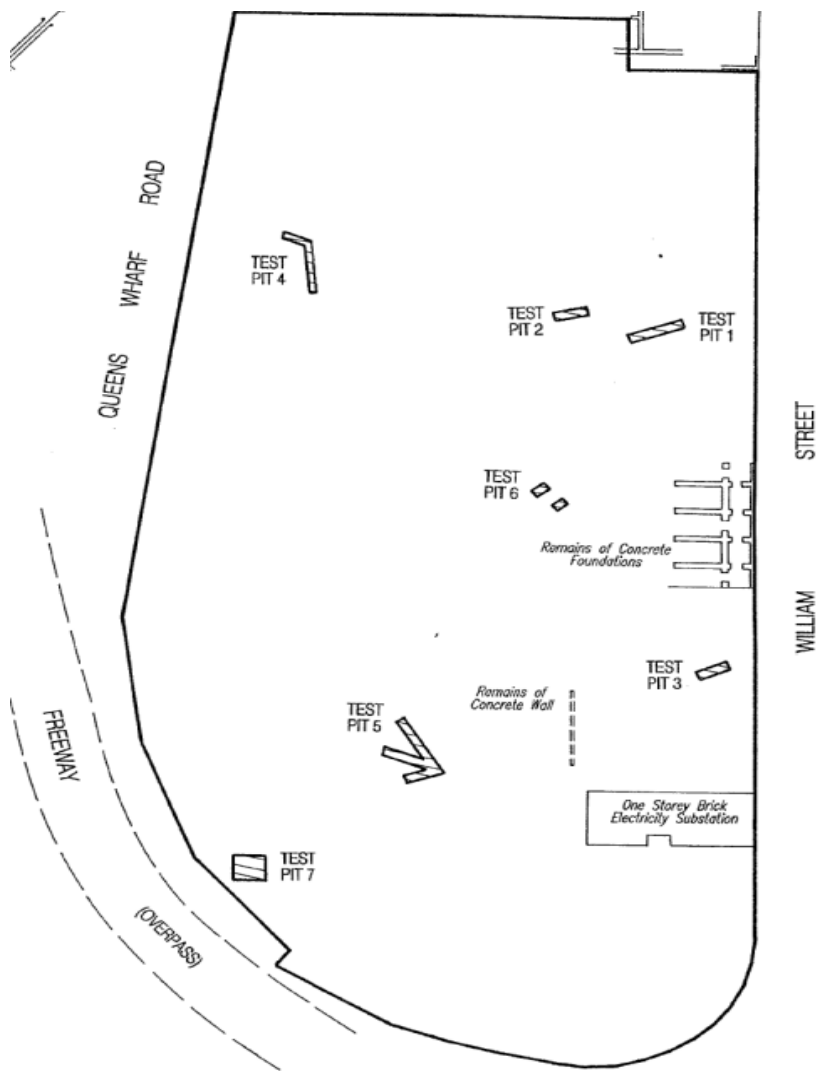 QUEENS WHARF ROAD
TEST
PIT 4
TEST
PIT 2
TEST
PIT 1
STREET
TEST
PIT 6
Remains of Concrete
Foundations
WILLIAM
TEST
PIT 3
Remains of
Concrete Wall
TEST
PIT 5
FREEWAY
One Storey Brick
Electricity Substation
TEST
PIT 7
(OVERPASS)